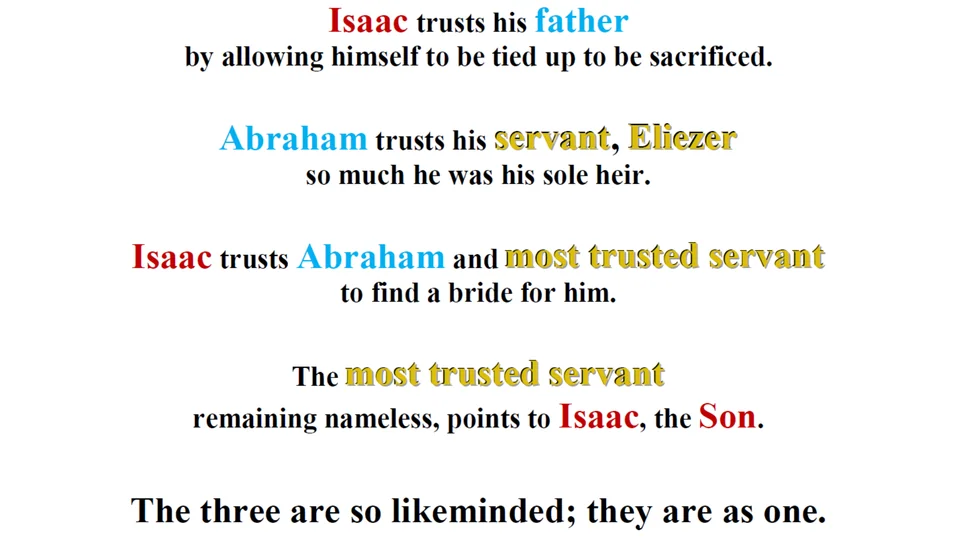 Isaac trusts his father
by allowing himself to be tied up to be sacrificed.
Abraham trusts his servant, Eliezer
so much he was his sole heir.
Isaac trusts Abraham and most trusted servant
to find a bride for him.
The most trusted servant
remaining nameless, points to Isaac, the Son.
The three are so likeminded; they are as one.